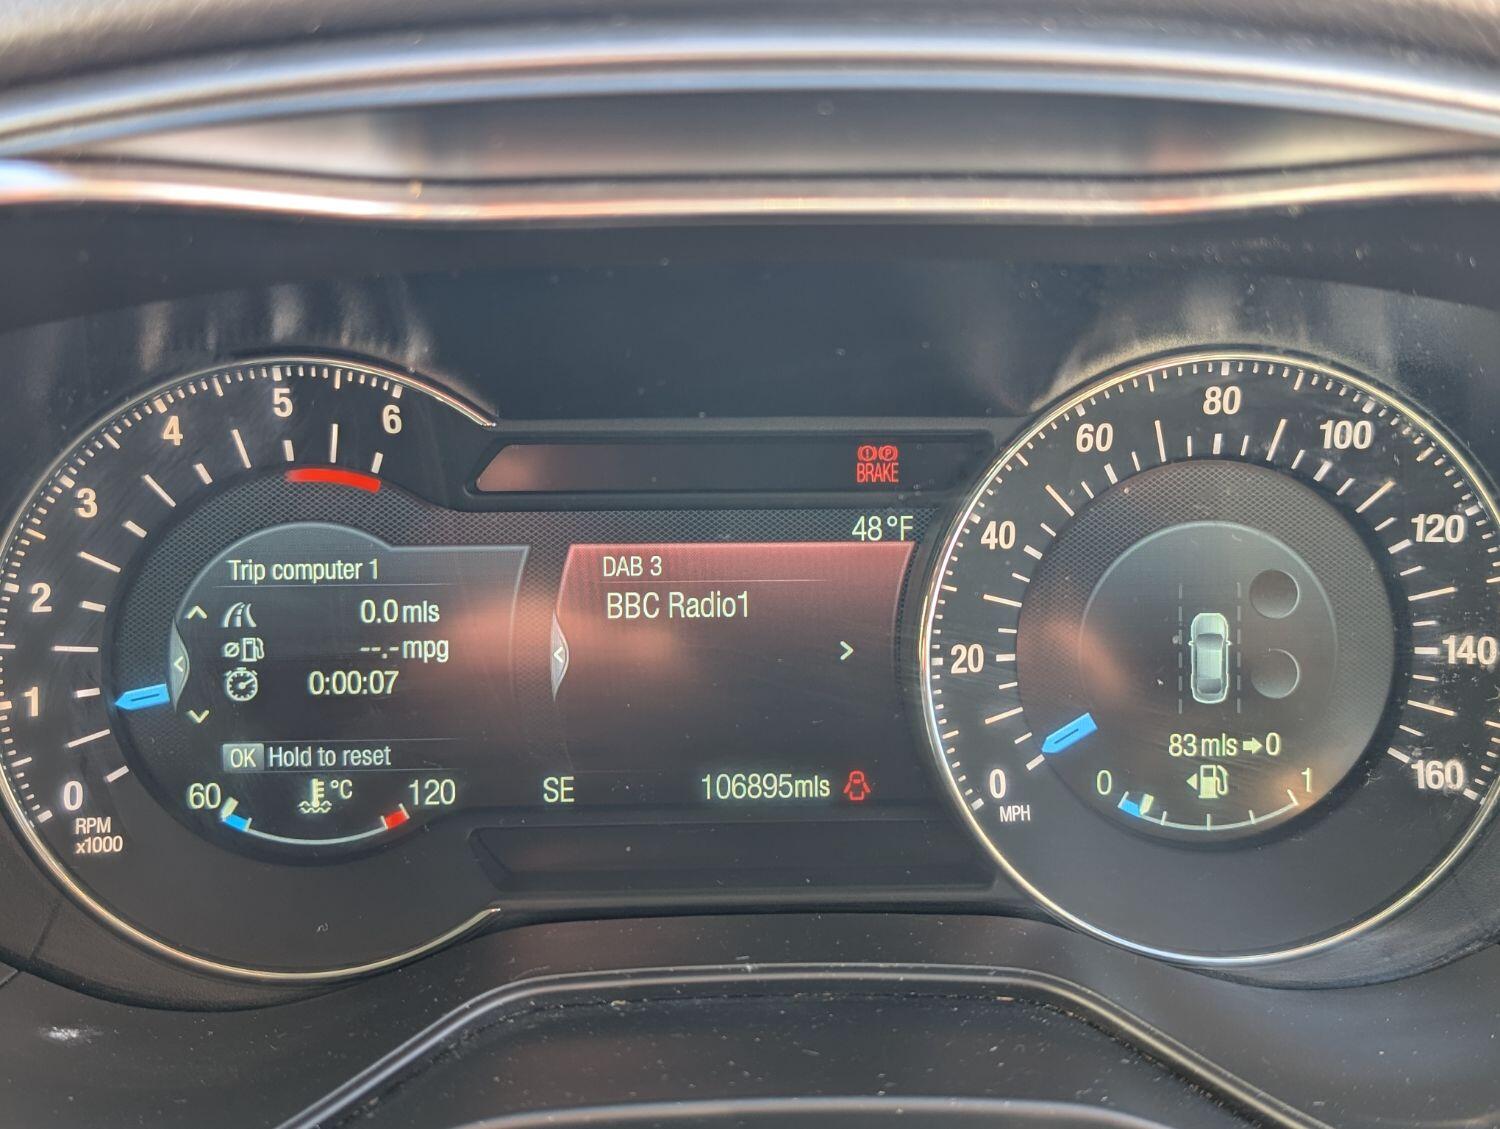 5
6
4
3
2
1
0
RPM
x1000
BRAKE
48°F
Trip computer 1
0.0 mls
--.- mpg
0:00:07
OK Hold to reset
60 °C 120
DAB 3
BBC Radio1
SE 106895mls
80
60
100
40
120
20
140
0
160
MPH
83 mls 0
0 1